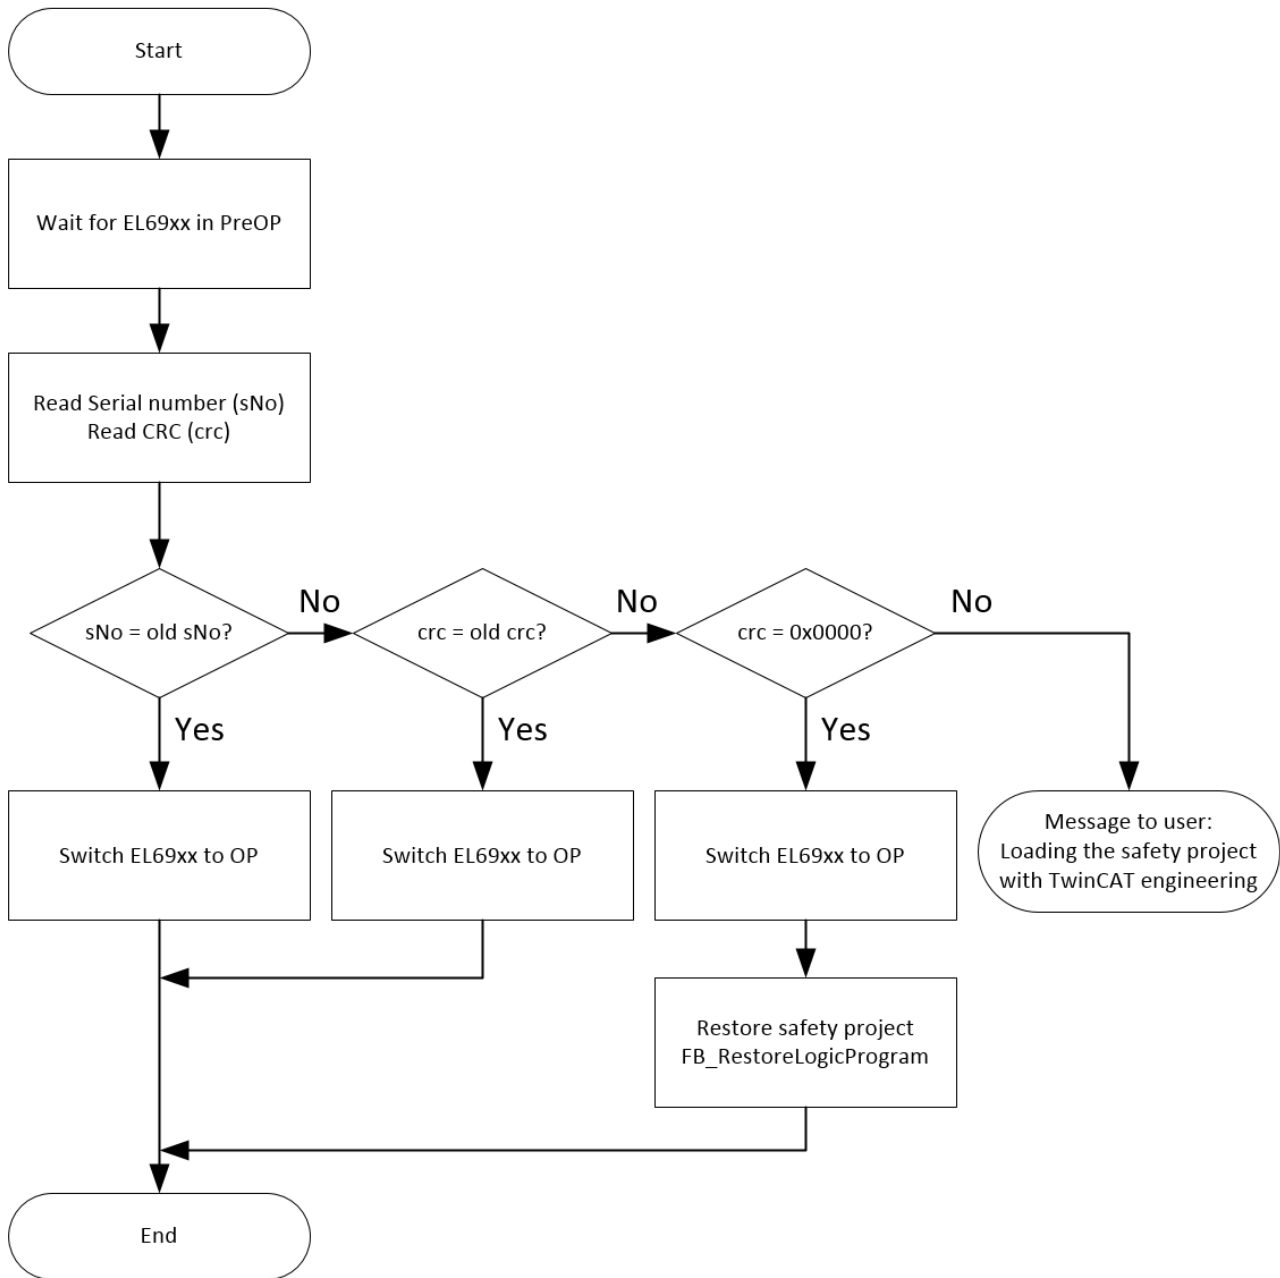 Start
Wait for EL69xx in PreOP
Read Serial number (sNo)
Read CRC (crc)
sNo = old sNo?
No
crc = old crc?
No
crc = 0x0000?
No
Yes
Yes
Yes
Switch EL69xx to OP
Switch EL69xx to OP
Switch EL69xx to OP
Message to user:
Loading the safety project
with TwinCAT engineering
Restore safety project
FB_RestoreLogicProgram
End